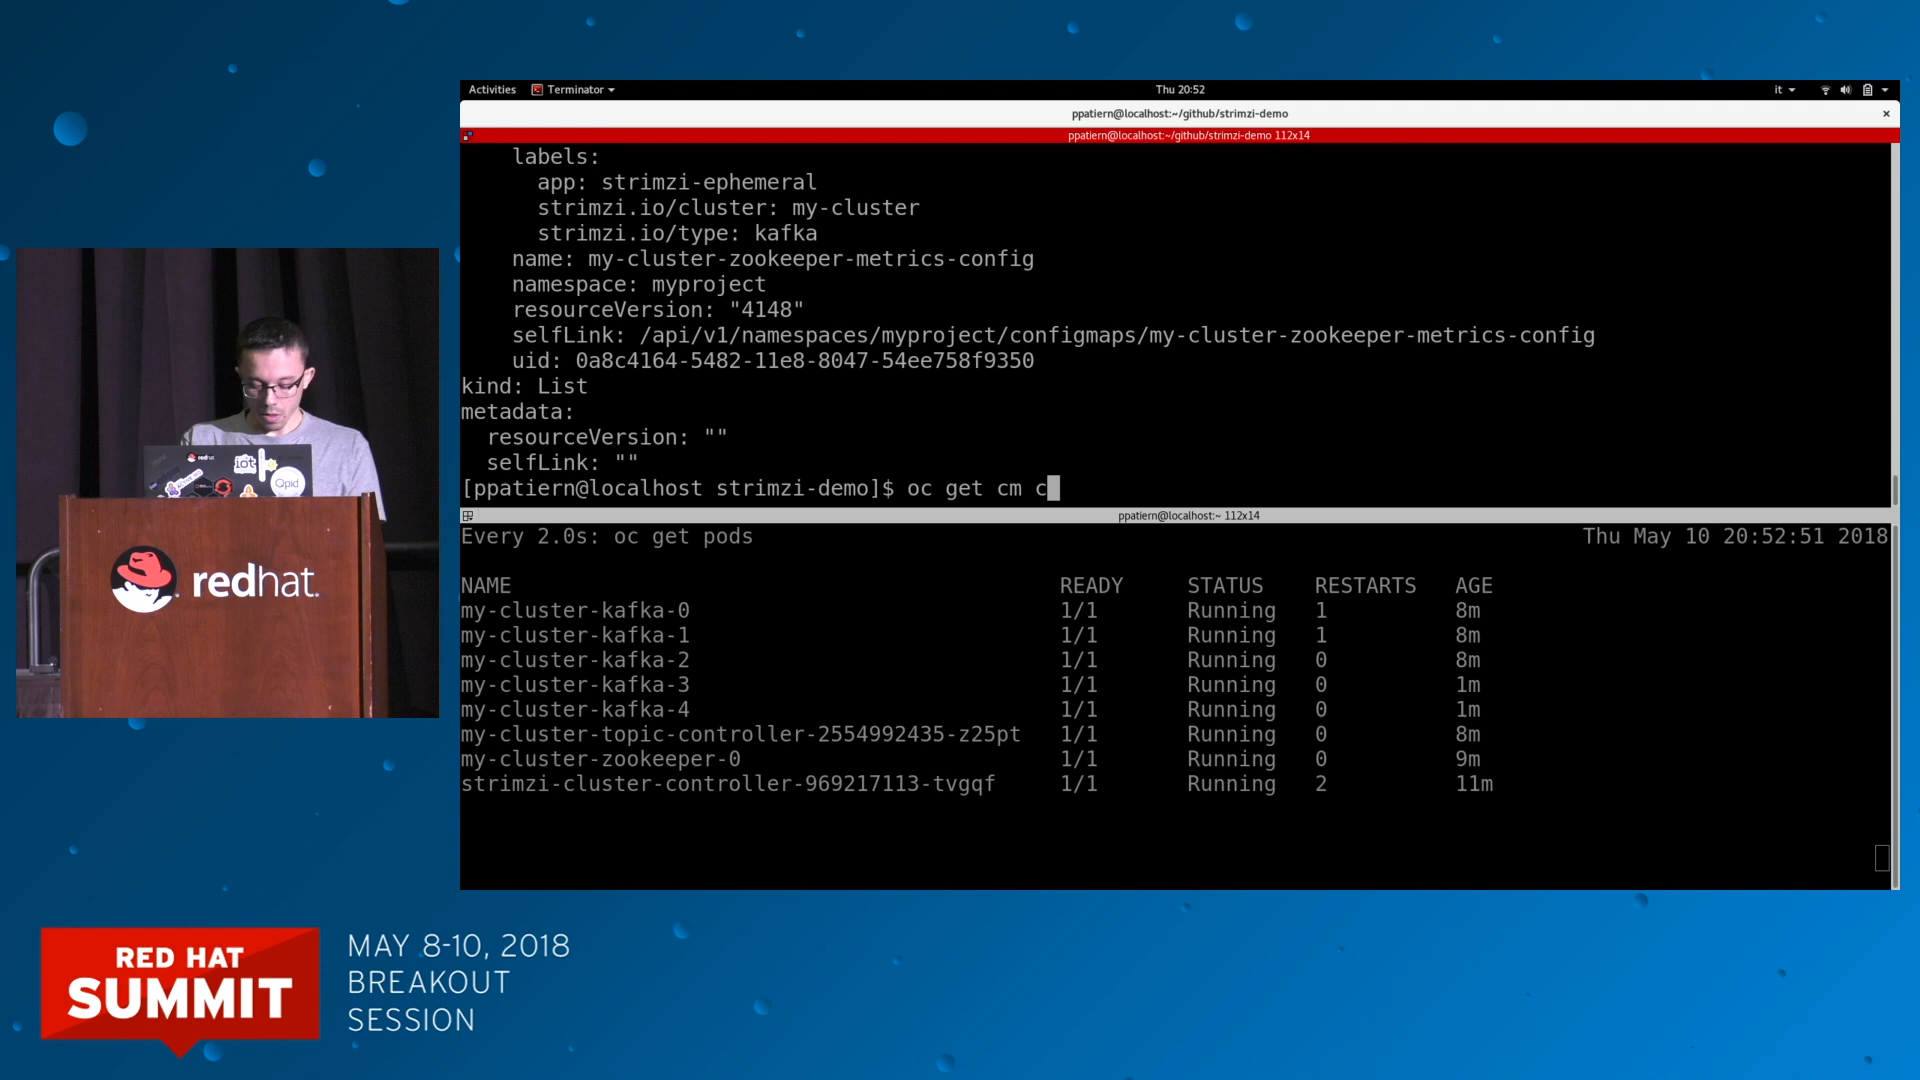 Activities Terminator Thu 20:52 it
ppatiern@localhost:~/github/strimzi-demo
ppatiern@localhost:~/github/strimzi-demo 112x14
labels:
app: strimzi-ephemeral
strimzi.io/cluster: my-cluster
strimzi.io/type: kafka
name: my-cluster-zookeeper-metrics-config
namespace: myproject
resourceVersion: "4148"
selfLink: /api/v1/namespaces/myproject/configmaps/my-cluster-zookeeper-metrics-config
uid: 0a8c4164-5482-11e8-8047-54ee758f9350
kind: List
metadata:
resourceVersion: ""
selfLink: ""
[ppatiern@localhost strimzi-demo]$ oc get cm c
ppatiern@localhost:~ 112x14
Every 2.0s: oc get pods Thu May 10 20:52:51 2018
NAME READY STATUS RESTARTS AGE
my-cluster-kafka-0 1/1 Running 1 8m
my-cluster-kafka-1 1/1 Running 1 8m
my-cluster-kafka-2 1/1 Running 0 8m
my-cluster-kafka-3 1/1 Running 0 1m
my-cluster-kafka-4 1/1 Running 0 1m
my-cluster-topic-controller-2554992435-z25pt 1/1 Running 0 8m
my-cluster-zookeeper-0 1/1 Running 0 9m
strimzi-cluster-controller-969217113-tvgqf 1/1 Running 2 11m
redhat
iot
Qpid
redhat.
RED HAT
SUMMIT
MAY 8-10, 2018
BREAKOUT
SESSION